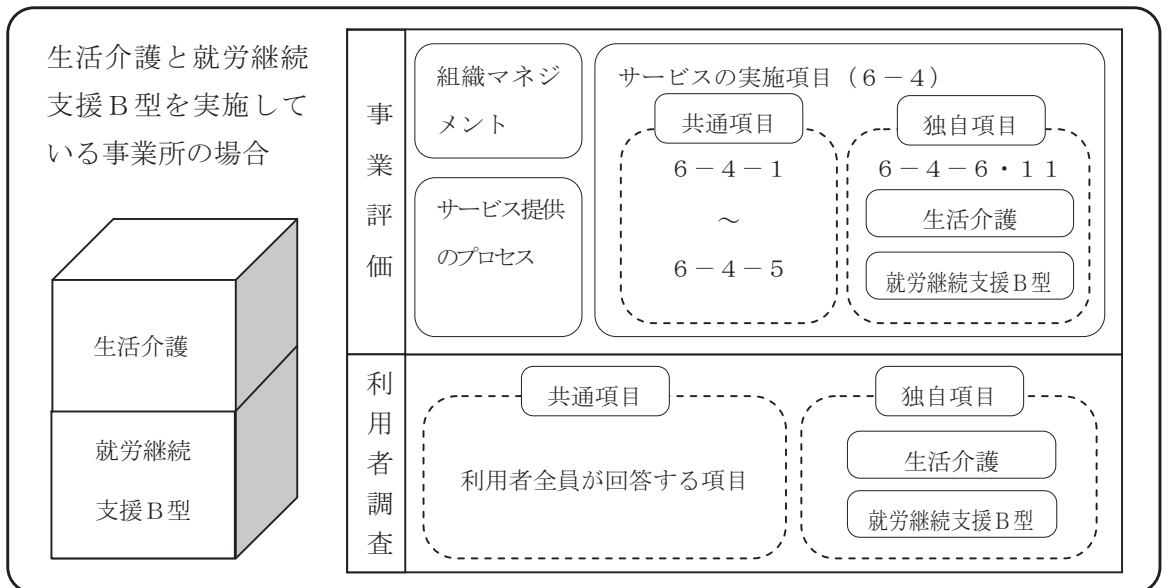 生活介護と就労継続
支援B型を実施して
いる事業所の場合
生活介護
就労継続
支援B型
事業評価
組織マネジ
メント
サービス提供
のプロセス
サービスの実施項目（6－4）
共通項目
6－4－1
～
6－4－5
独自項目
6－4－6・11
生活介護
就労継続支援B型
利用者調査
共通項目
利用者全員が回答する項目
独自項目
生活介護
就労継続支援B型